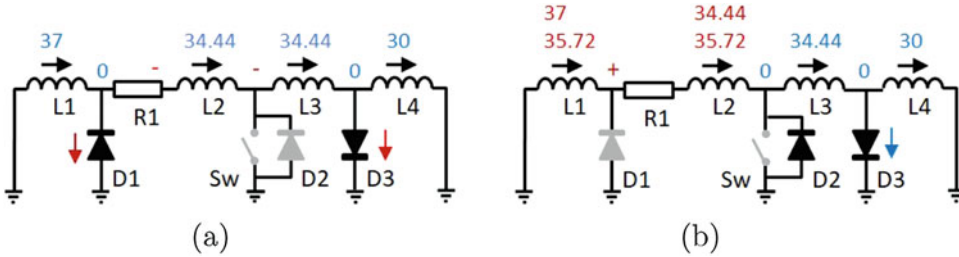 37 34.44 34.44 30
0 - - 0
L1 R1 L2 L3 L4
D1 Sw D2 D3
(a)
37 34.44
35.72 35.72 34.44 30
+ 0 0
L1 R1 L2 L3 L4
D1 Sw D2 D3
(b)